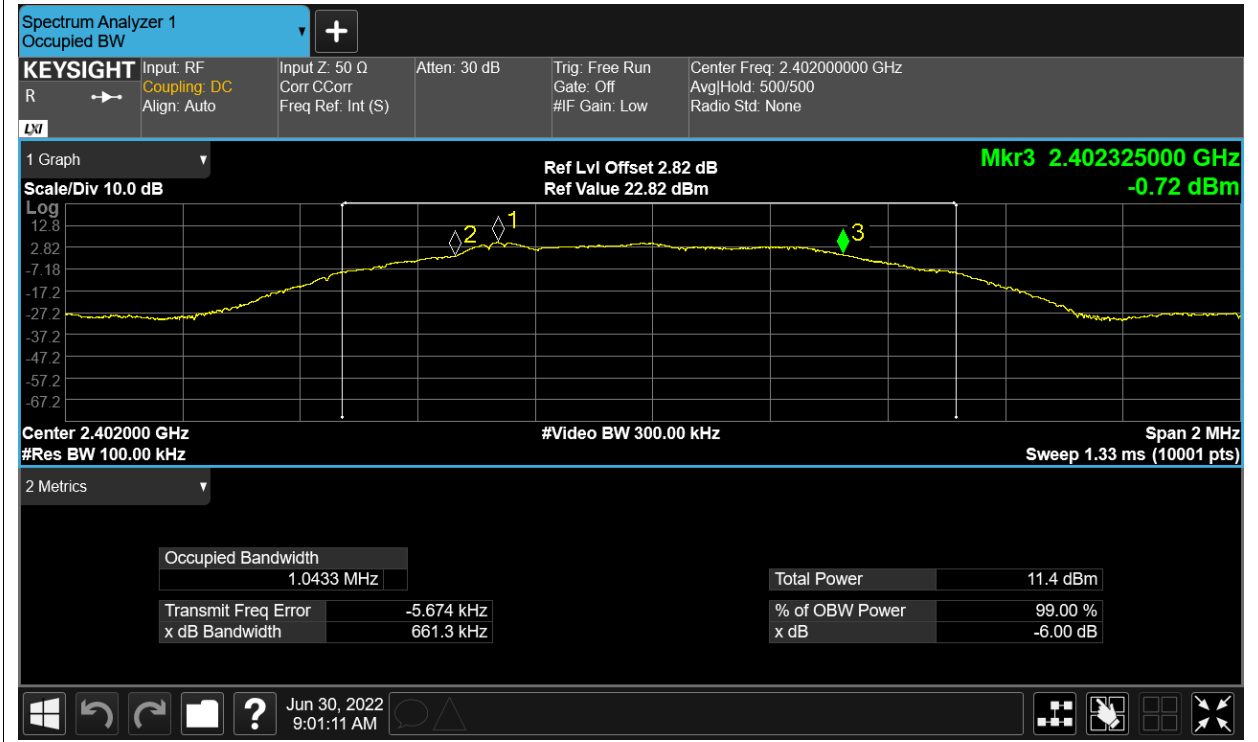 Spectrum Analyzer 1
Occupied BW
+
KEYSIGHT
R
LXI
Input: RF
Coupling: DC
Align: Auto
Input Z: 50 Ω
Corr CCorr
Freq Ref: Int (S)
Atten: 30 dB
Trig: Free Run
Gate: Off
#IF Gain: Low
Center Freq: 2.402000000 GHz
Avg|Hold: 500/500
Radio Std: None
1 Graph
Scale/Div 10.0 dB
Ref Lvl Offset 2.82 dB
Ref Value 22.82 dBm
Mkr3 2.402325000 GHz
-0.72 dBm
Log
12.8
2.82
-7.18
-17.2
-27.2
-37.2
-47.2
-57.2
-67.2
2
1
3
Center 2.402000 GHz
#Res BW 100.00 kHz
#Video BW 300.00 kHz
Span 2 MHz
Sweep 1.33 ms (10001 pts)
2 Metrics
Occupied Bandwidth
1.0433 MHz
Transmit Freq Error -5.674 kHz
x dB Bandwidth 661.3 kHz
Total Power 11.4 dBm
% of OBW Power 99.00 %
x dB -6.00 dB
?
Jun 30, 2022
9:01:11 AM